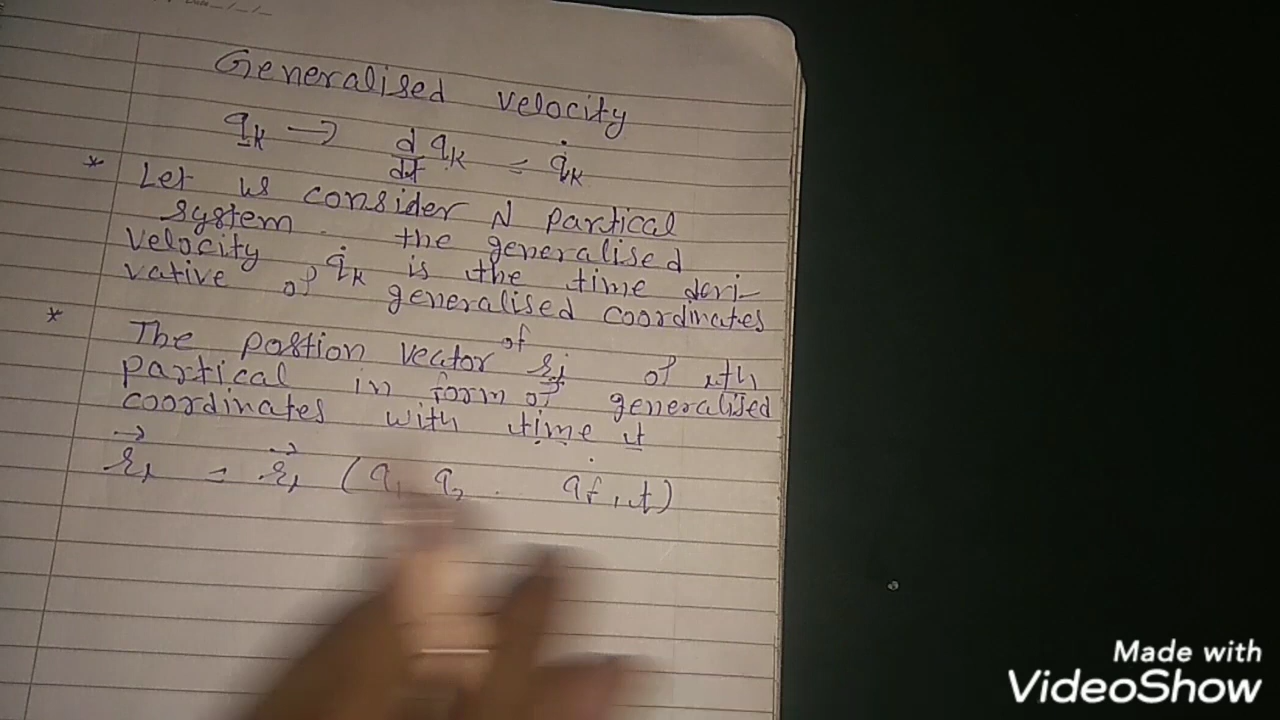 Date _/_/_
Generalised velocity
qk → d/dt qk = q̇k
* Let us consider N partical
system. the generalised
velocity q̇k is the time deri-
vative of generalised coordinates
* The postion vector of ri of ith
partical in form of generalised
coordinates with time t
r⃗i = r⃗i (q1 q2 . qf, t)
Made with
VideoShow